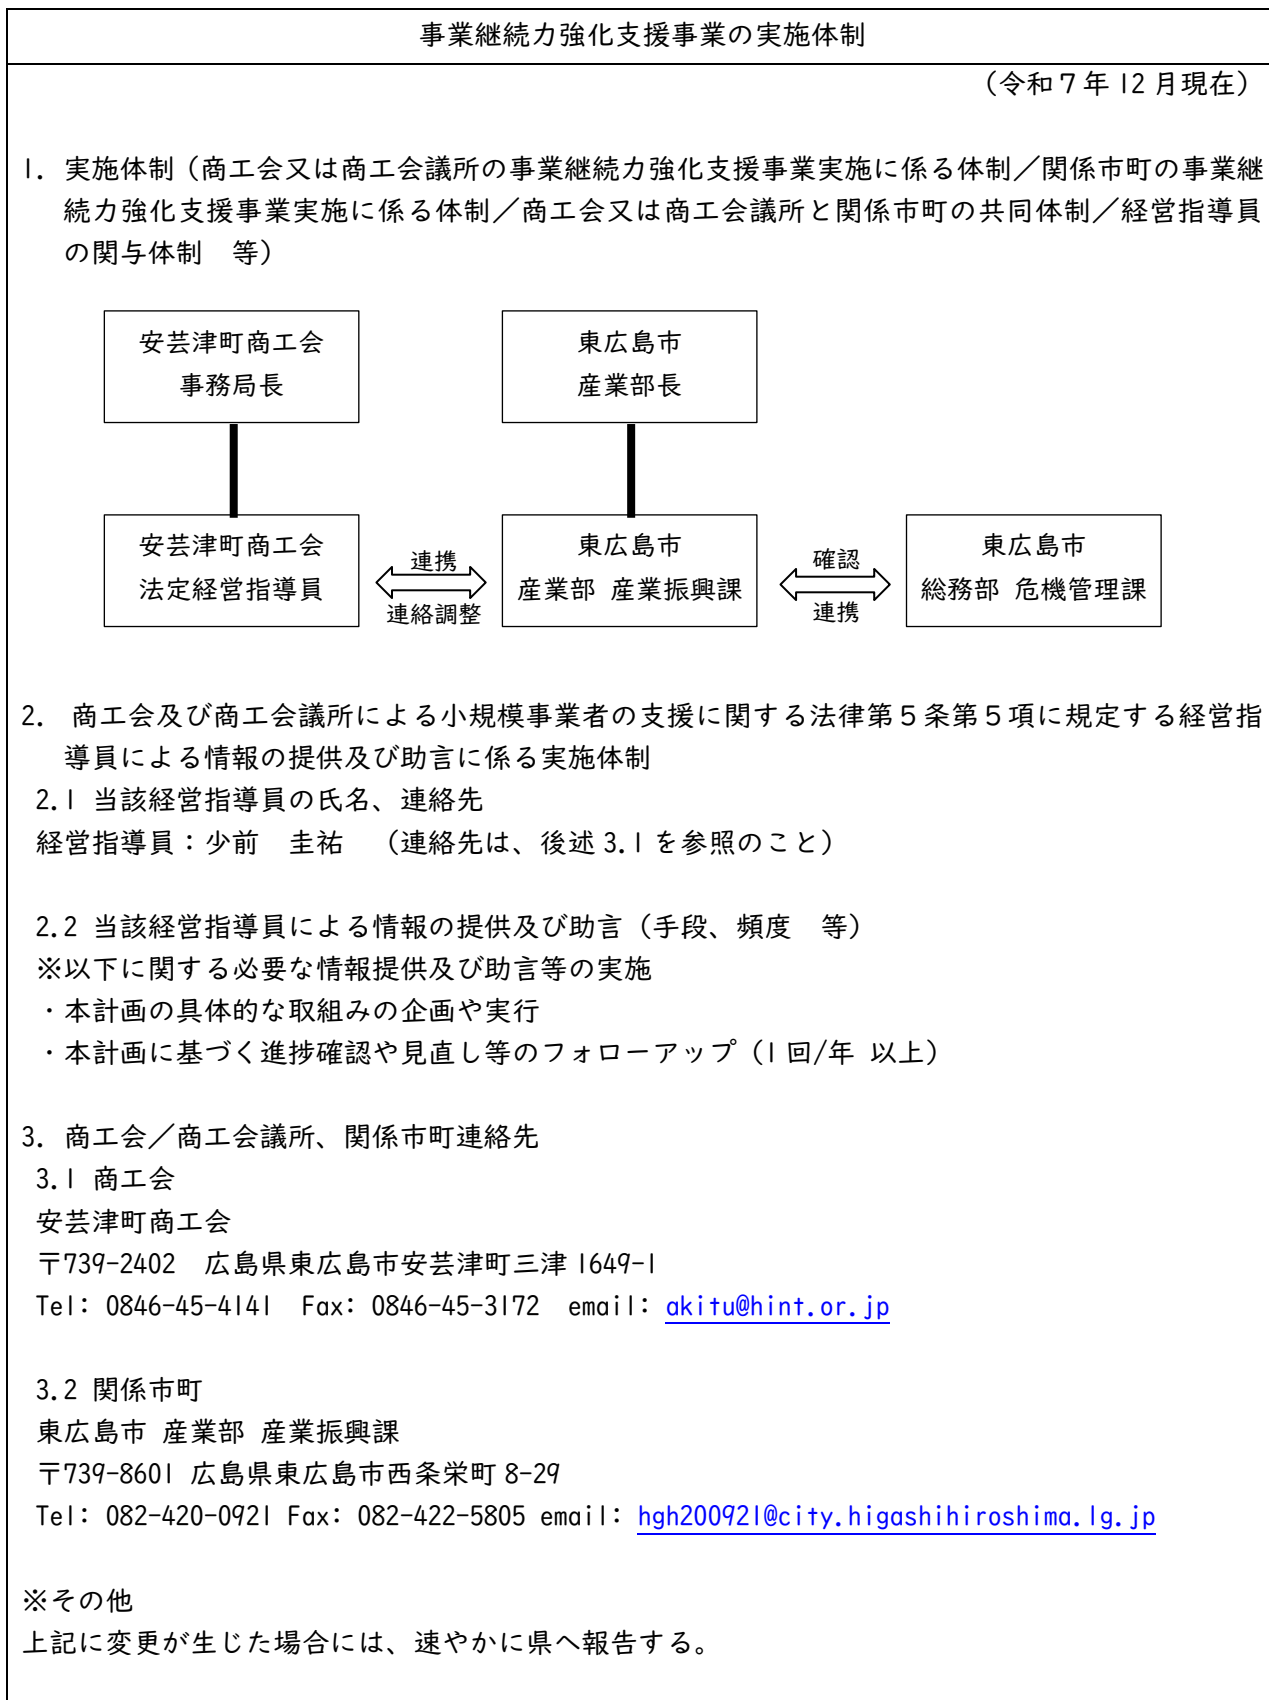 事業継続力強化支援事業の実施体制
（令和７年12月現在）
1. 実施体制（商工会又は商工会議所の事業継続力強化支援事業実施に係る体制／関係市町の事業継
続力強化支援事業実施に係る体制／商工会又は商工会議所と関係市町の共同体制／経営指導員
の関与体制　等）
安芸津町商工会
事務局長
東広島市
産業部長
安芸津町商工会
法定経営指導員
連携
連絡調整
東広島市
産業部 産業振興課
確認
連携
東広島市
総務部 危機管理課
2. 商工会及び商工会議所による小規模事業者の支援に関する法律第５条第５項に規定する経営指
導員による情報の提供及び助言に係る実施体制
2.1 当該経営指導員の氏名、連絡先
経営指導員：少前　圭祐　（連絡先は、後述3.1を参照のこと）
2.2 当該経営指導員による情報の提供及び助言（手段、頻度　等）
※以下に関する必要な情報提供及び助言等の実施
・本計画の具体的な取組みの企画や実行
・本計画に基づく進捗確認や見直し等のフォローアップ（1回/年 以上）
3. 商工会／商工会議所、関係市町連絡先
3.1 商工会
安芸津町商工会
〒739-2402　広島県東広島市安芸津町三津1649-1
Tel: 0846-45-4141　Fax: 0846-45-3172　email: akitu@hint.or.jp
3.2 関係市町
東広島市 産業部 産業振興課
〒739-8601 広島県東広島市西条栄町8-29
Tel: 082-420-0921 Fax: 082-422-5805 email: hgh200921@city.higashihiroshima.lg.jp
※その他
上記に変更が生じた場合には、速やかに県へ報告する。